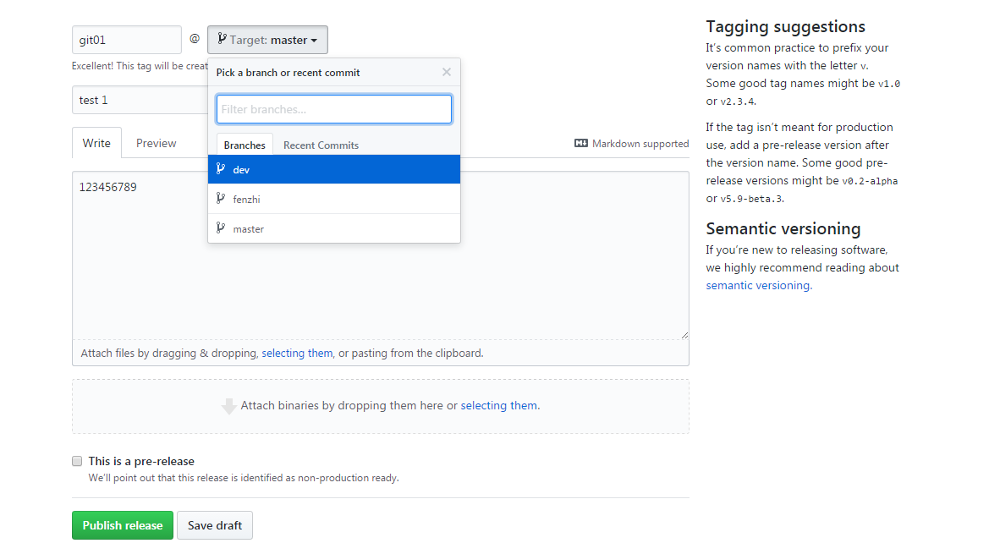 git01
@
Target: master
Excellent! This tag will be creat
Pick a branch or recent commit
test 1
Filter branches...
Write
Preview
Branches
Recent Commits
Markdown supported
dev
fenzhi
master
123456789
Attach files by dragging & dropping, selecting them, or pasting from the clipboard.
Attach binaries by dropping them here or selecting them.
This is a pre-release
We’ll point out that this release is identified as non-production ready.
Publish release
Save draft
Tagging suggestions
It’s common practice to prefix your
version names with the letter v.
Some good tag names might be v1.0
or v2.3.4.
If the tag isn’t meant for production
use, add a pre-release version after
the version name. Some good pre-
release versions might be v0.2-alpha
or v5.9-beta.3.
Semantic versioning
If you’re new to releasing software,
we highly recommend reading about
semantic versioning.